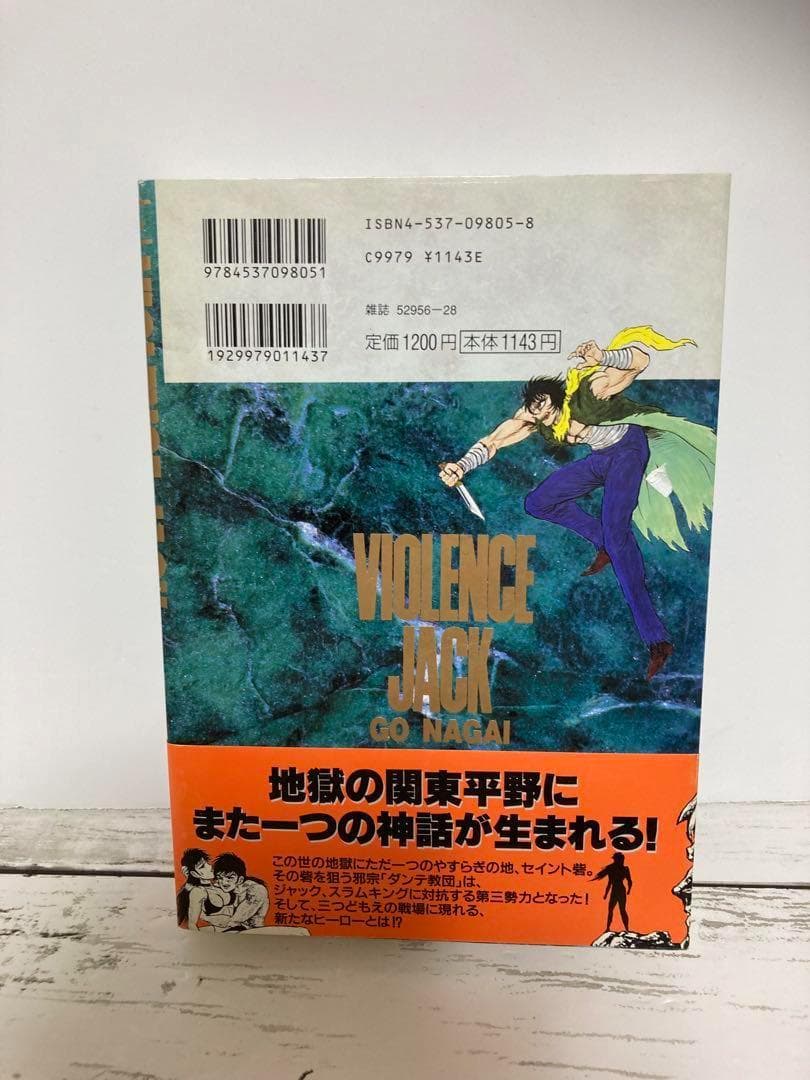 ISBN4-537-09805-8
C9979 ¥1143E
9784537098051
雑誌 52956-28
定価1200円 本体1143円
1929979011437
VIOLENCE
JACK
GO NAGAI
地獄の関東平野に
また一つの神話が生まれる!
この世の地獄にただ一つのやすらぎの地、セイント砦。
その砦を狙う邪宗「ダンテ教団」は、
ジャック、スラムキングに対抗する第三勢力となった!
そして、三つどもえの戦場に現れる、
新たなヒーローとは!?